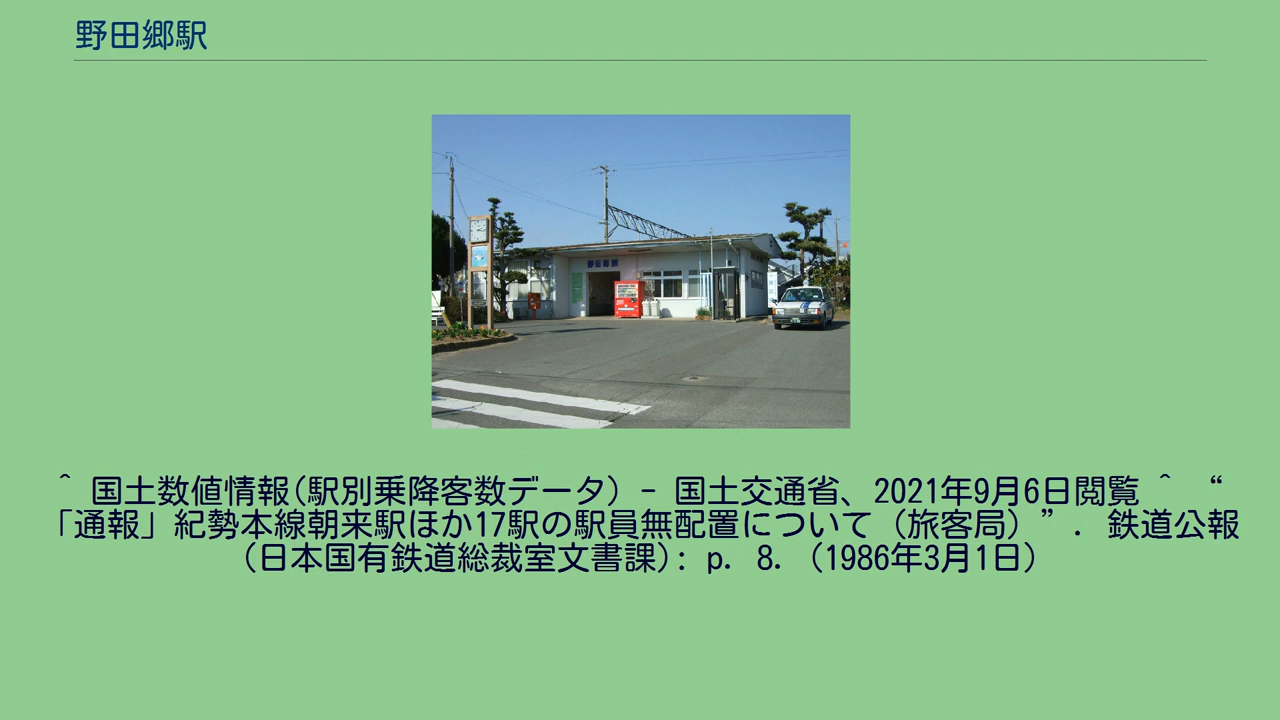 野田郷駅
野田郷駅
^ 国土数値情報(駅別乗降客数データ) - 国土交通省、2021年9月6日閲覧 ^ “
「通報」紀勢本線朝来駅ほか17駅の駅員無配置について (旅客局) ”. 鉄道公報
(日本国有鉄道総裁室文書課): p. 8. (1986年3月1日)